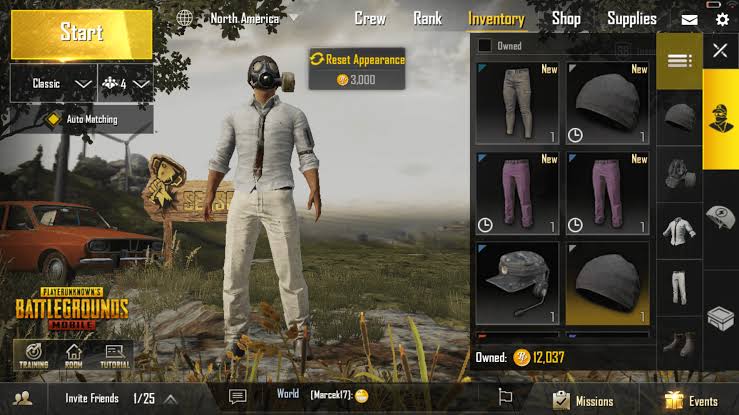 Start
North America
Crew
Rank
Inventory
Shop
Supplies
Classic
4
Auto Matching
Reset Appearance
3,000
Owned
New
1
New
1
New
1
New
1
1
1
PLAYERUNKNOWN'S
BATTLEGROUNDS
MOBILE
TRAINING
ROOM
TUTORIAL
Owned: 12,037
Invite Friends 1/25
World [Marcek17]:
Missions
Events